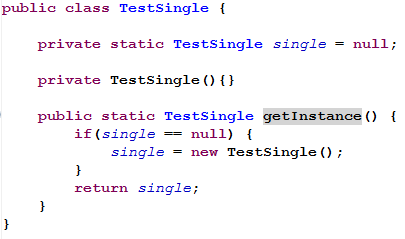 public class TestSingle {
private static TestSingle single = null;
private TestSingle(){}
public static TestSingle getInstance() {
if(single == null) {
single = new TestSingle();
}
return single;
}
}